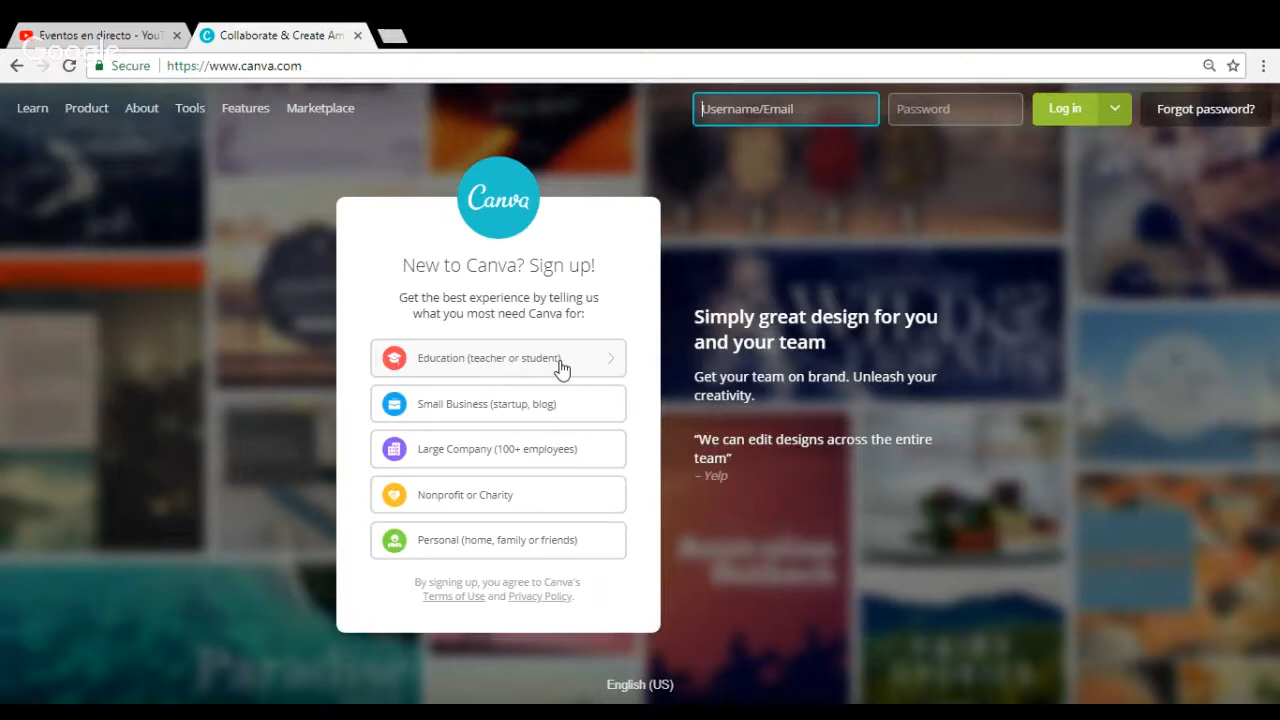 Eventos en directo - YouT
Collaborate & Create Am
Google
Secure
https://www.canva.com
Learn
Product
About
Tools
Features
Marketplace
Username/Email
Password
Log in
Forgot password?
Canva
New to Canva? Sign up!
Get the best experience by telling us
what you most need Canva for:
Education (teacher or student)
Small Business (startup, blog)
Large Company (100+ employees)
Nonprofit or Charity
Personal (home, family or friends)
By signing up, you agree to Canva's
Terms of Use and Privacy Policy.
Simply great design for you
and your team
Get your team on brand. Unleash your
creativity.
“We can edit designs across the entire
team”
– Yelp
English (US)